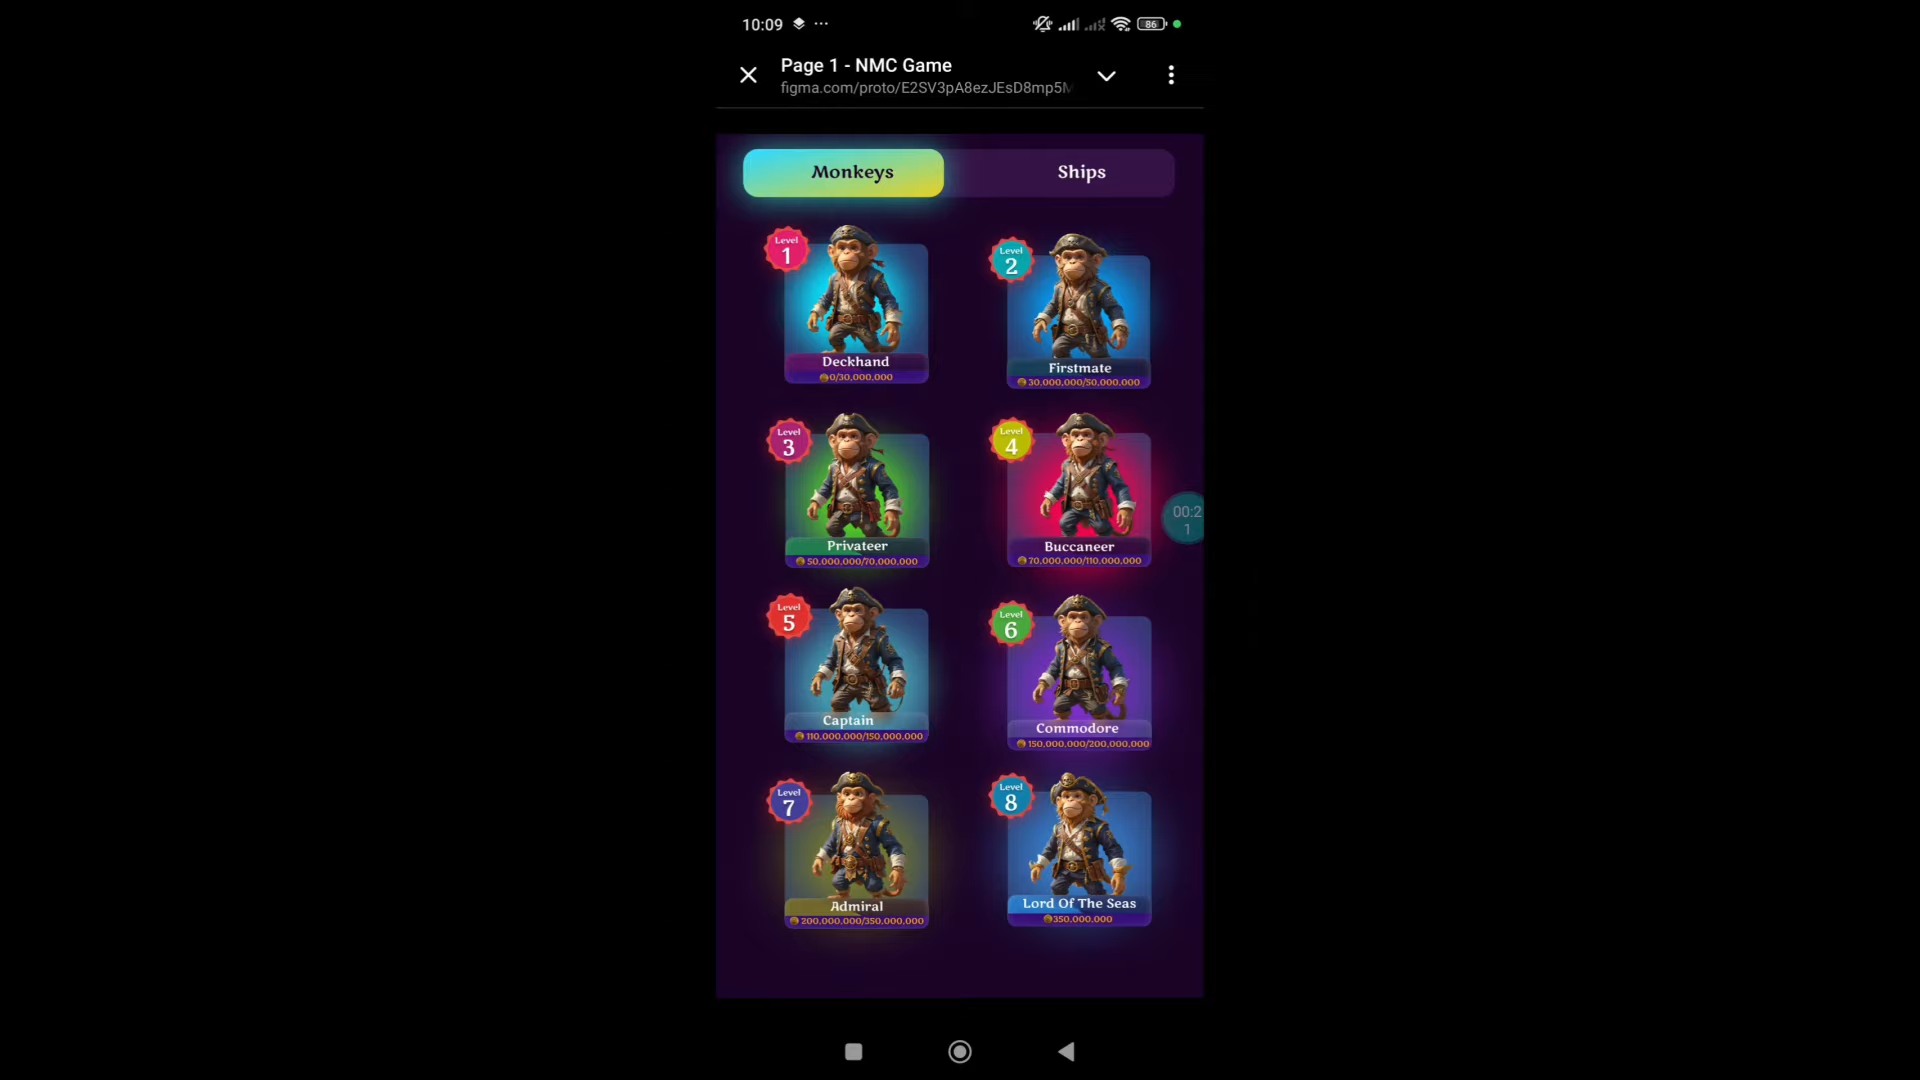 10:09
86
Page 1 - NMC Game
figma.com/proto/E2SV3pA8ezJEsD8mp5M
Monkeys
Ships
Level
1
Deckhand
0/30,000,000
Level
2
Firstmate
30,000,000/50,000,000
Level
3
Privateer
50,000,000/70,000,000
Level
4
Buccaneer
70,000,000/110,000,000
00:2
1
Level
5
Captain
110,000,000/150,000,000
Level
6
Commodore
150,000,000/200,000,000
Level
7
Admiral
200,000,000/350,000,000
Level
8
Lord Of The Seas
350,000,000